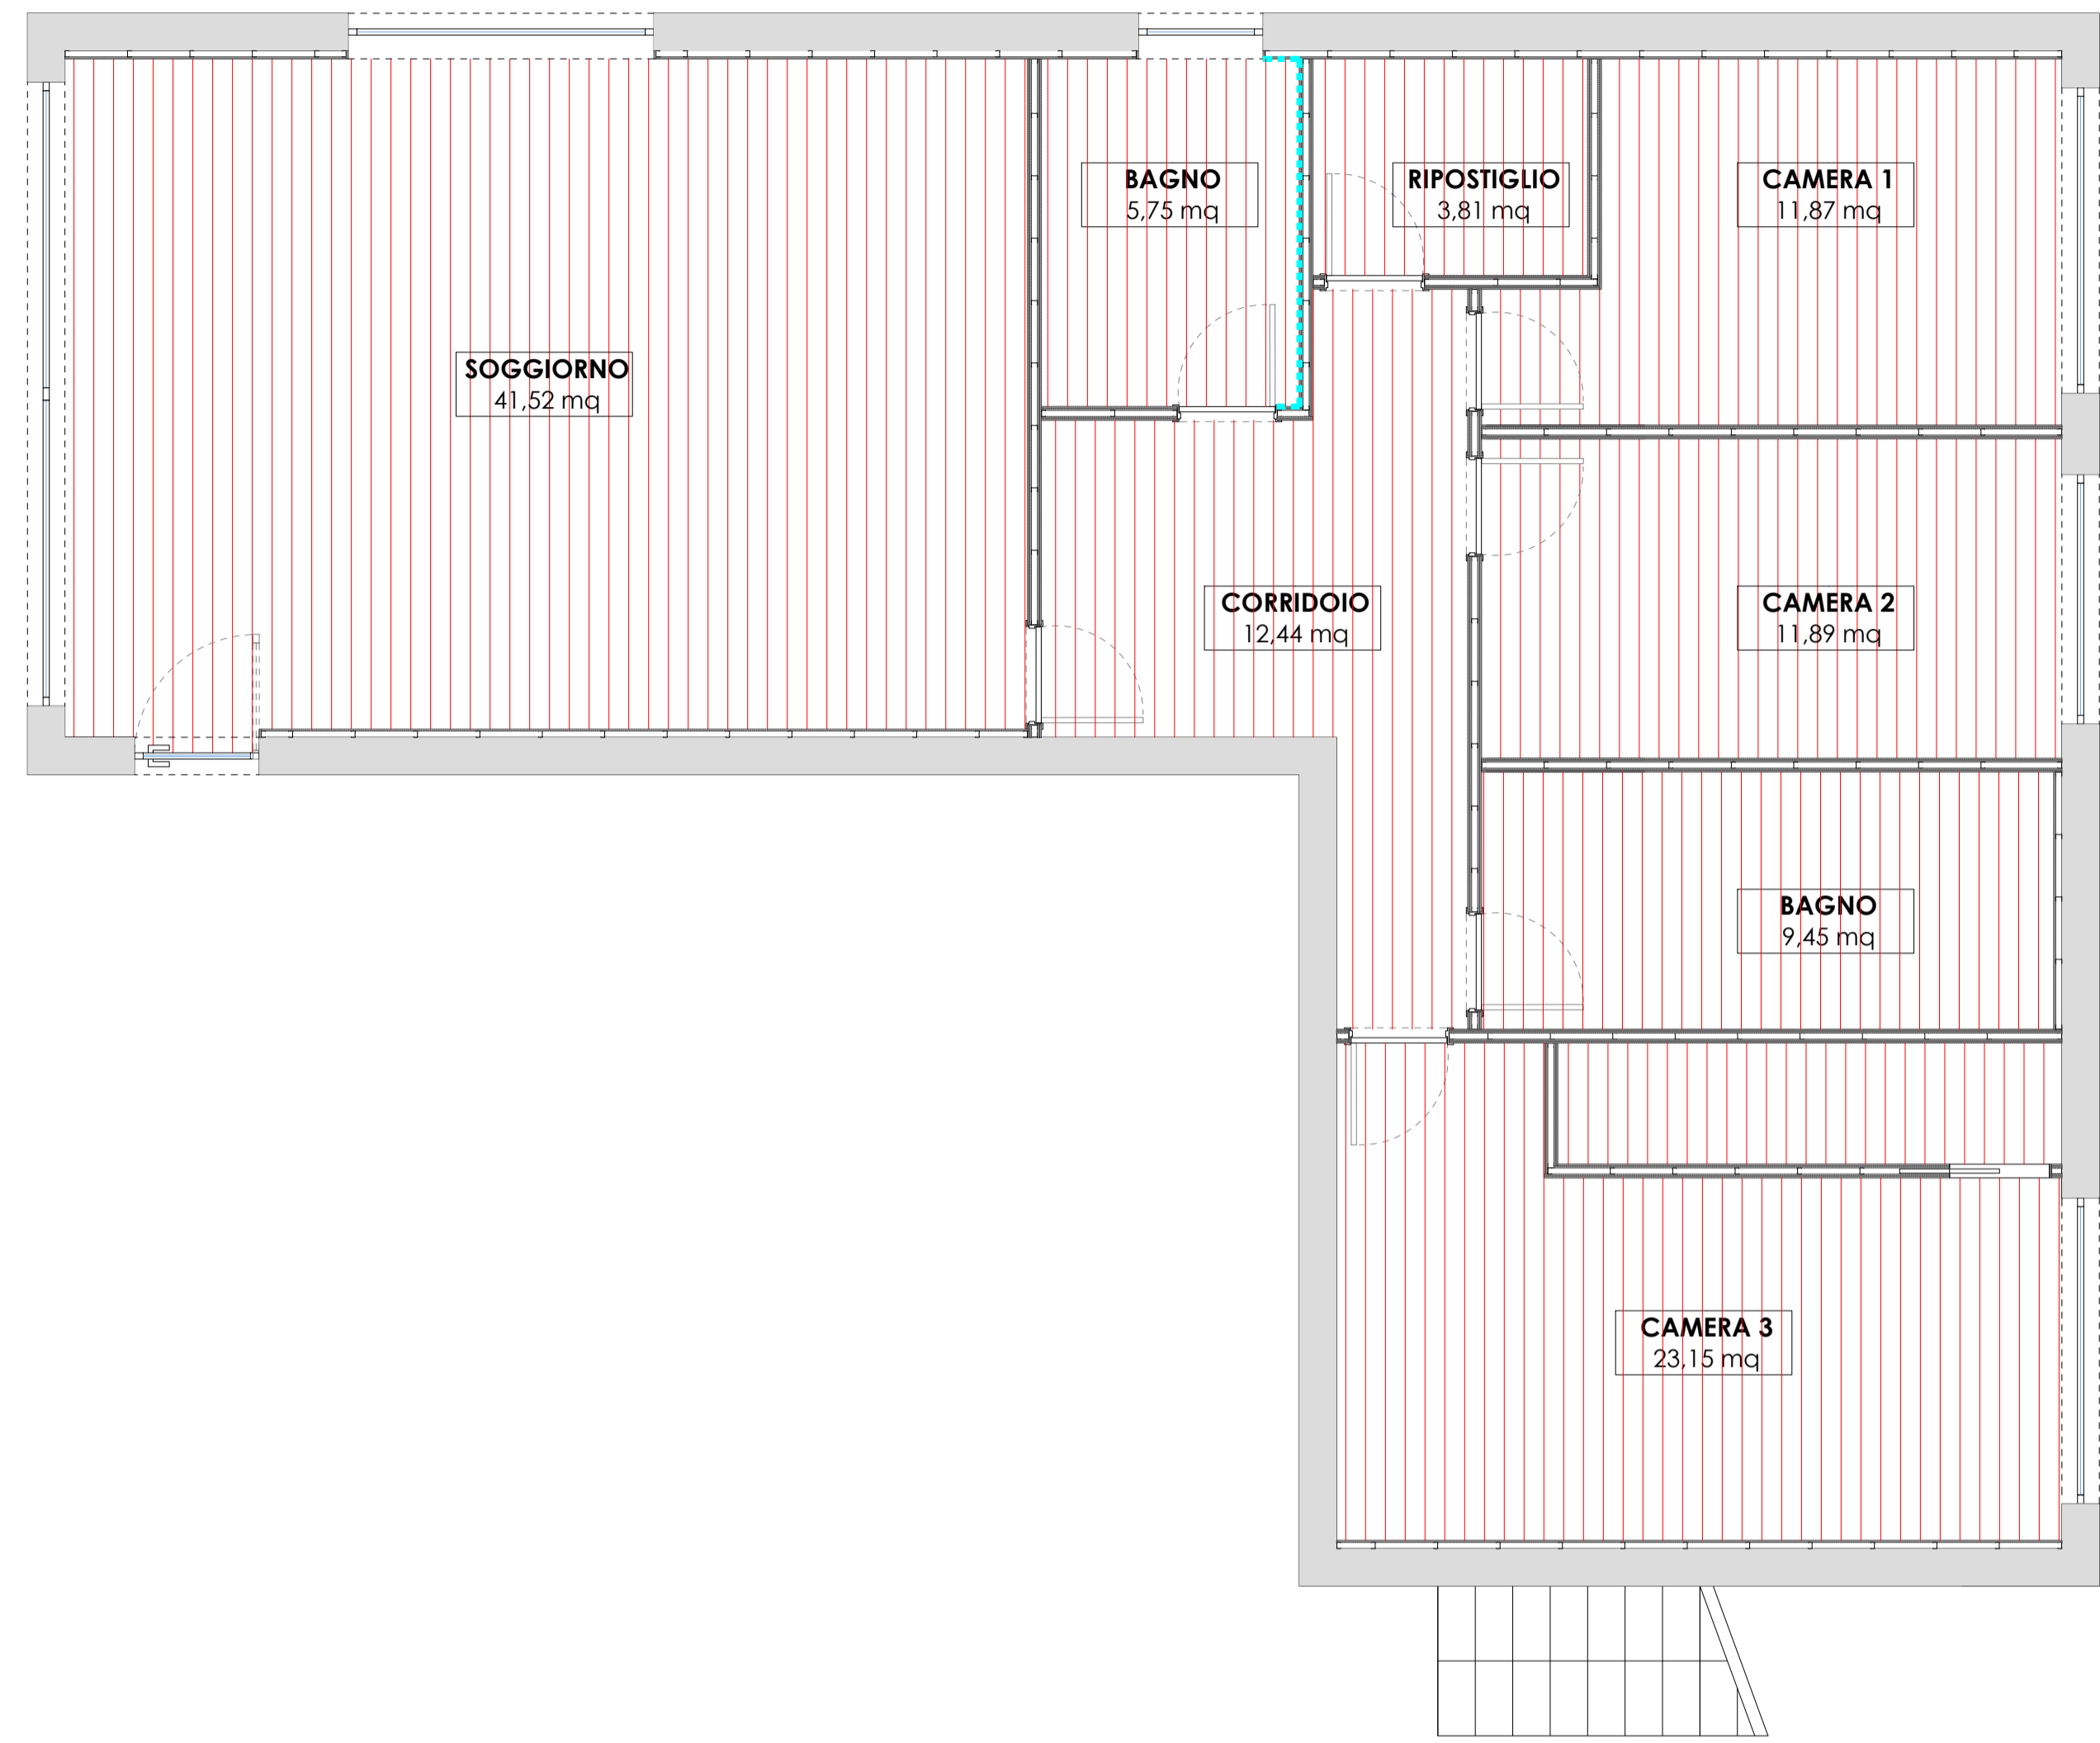 BAGNO
5,75 mq
RIPOSTIGLIO
3,81 mq
CAMERA 1
11,87 mq
SOGGIORNO
41,52 mq
CORRIDOIO
12,44 mq
CAMERA 2
11,89 mq
BAGNO
9,45 mq
CAMERA 3
23,15 mq